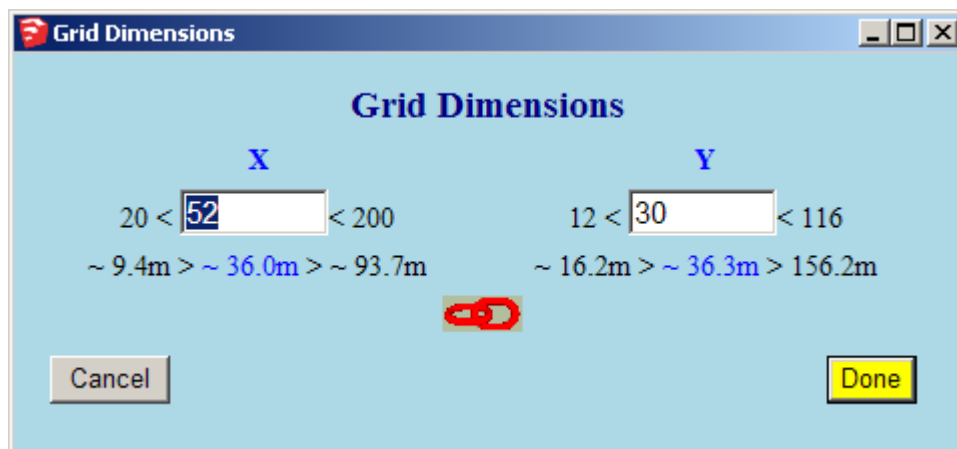 Grid Dimensions
Grid Dimensions
X Y
20 < 52 < 200 12 < 30 < 116
~ 9.4m > ~ 36.0m > ~ 93.7m ~ 16.2m > ~ 36.3m > 156.2m
Cancel Done